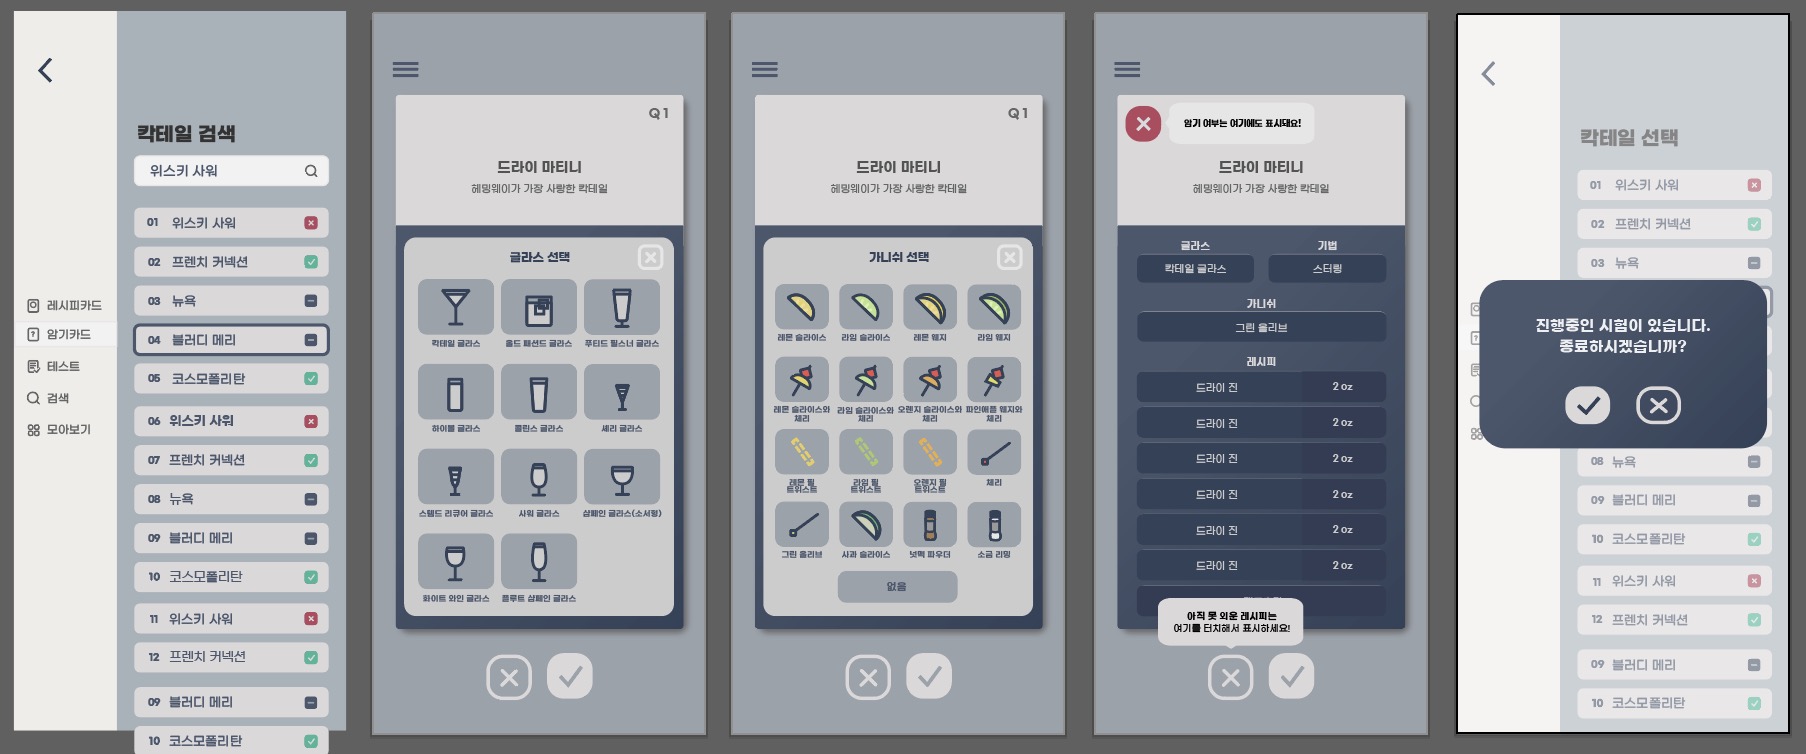 칵테일 검색
위스키 사워
01 위스키 사워
02 프렌치 커넥션
03 뉴욕
04 블러디 메리
05 코스모폴리탄
06 위스키 사워
07 프렌치 커넥션
08 뉴욕
09 블러디 메리
10 코스모폴리탄
11 위스키 사워
12 프렌치 커넥션
09 블러디 메리
10 코스모폴리탄
레시피카드
암기카드
테스트
검색
모아보기
Q1
드라이 마티니
헤밍웨이가 가장 사랑한 칵테일
글라스 선택
칵테일 글라스
올드 패션드 글라스
푸티드 필스너 글라스
하이볼 글라스
콜린스 글라스
셰리 글라스
스템드 리큐어 글라스
사워 글라스
샴페인 글라스(소서형)
화이트 와인 글라스
플루트 샴페인 글라스
Q1
드라이 마티니
헤밍웨이가 가장 사랑한 칵테일
가니쉬 선택
레몬 슬라이스
라임 슬라이스
레몬 웨지
라임 웨지
레몬 슬라이스와
체리
라임 슬라이스와
체리
오렌지 슬라이스와
체리
파인애플 웨지와
체리
레몬 필
트위스트
라임 필
트위스트
오렌지 필
트위스트
체리
그린 올리브
사과 슬라이스
넛맥 파우더
소금 리밍
없음
암기 여부는 여기에도 표시돼요!
드라이 마티니
헤밍웨이가 가장 사랑한 칵테일
글라스
기법
칵테일 글라스
스터링
가니쉬
그린 올리브
레시피
드라이 진 2 oz
드라이 진 2 oz
드라이 진 2 oz
드라이 진 2 oz
드라이 진 2 oz
드라이 진 2 oz
아직 못 외운 레시피는
여기를 터치해서 표시하세요!
칵테일 선택
01 위스키 사워
02 프렌치 커넥션
03 뉴욕
진행중인 시험이 있습니다.
종료하시겠습니까?
08 뉴욕
09 블러디 메리
10 코스모폴리탄
11 위스키 사워
12 프렌치 커넥션
09 블러디 메리
10 코스모폴리탄